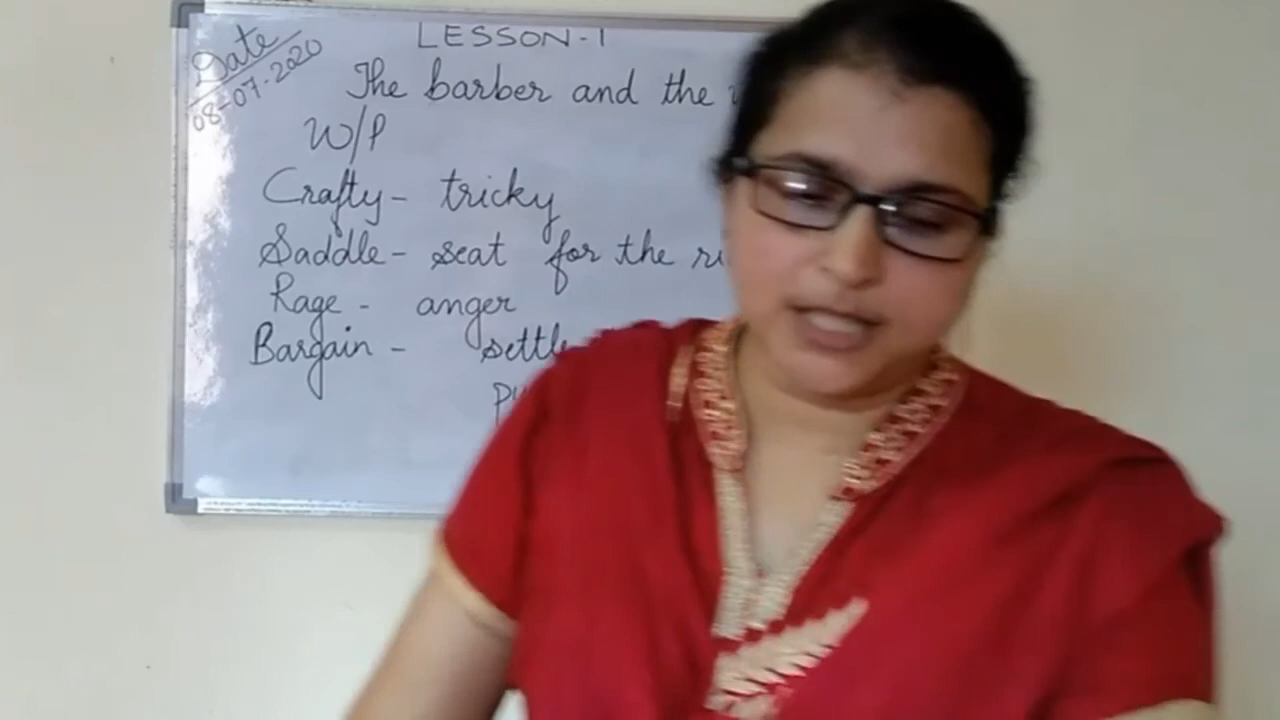 Date
08-07-2020
LESSON-1
The barber and the
W/P
Crafty- tricky
Saddle- seat for the
Rage - anger
Bargain -